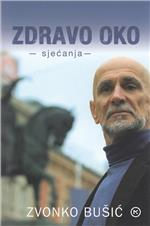 ZDRAVO OKO
— sjećanja —
ZVONKO BUŠIĆ